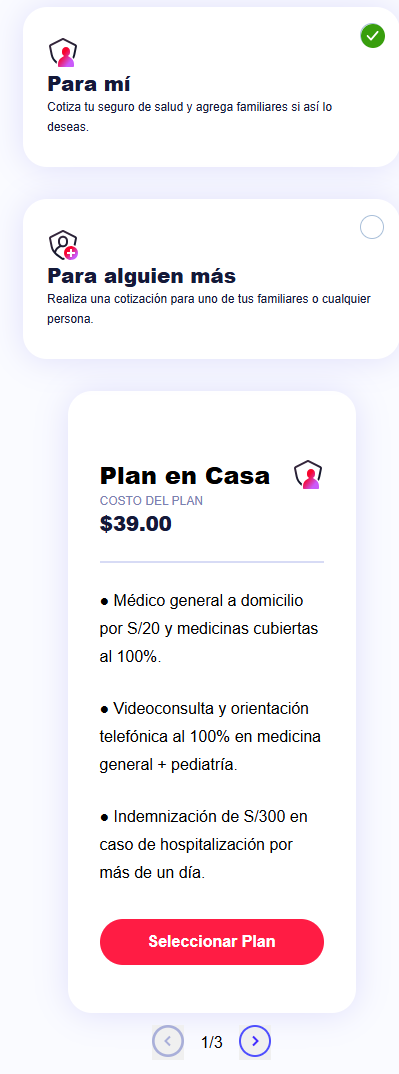 Para mí
Cotiza tu seguro de salud y agrega familiares si así lo
deseas.
Para alguien más
Realiza una cotización para uno de tus familiares o cualquier
persona.
Plan en Casa
COSTO DEL PLAN
$39.00
● Médico general a domicilio
por S/20 y medicinas cubiertas
al 100%.
● Videoconsulta y orientación
telefónica al 100% en medicina
general + pediatría.
● Indemnización de S/300 en
caso de hospitalización por
más de un día.
Seleccionar Plan
1/3